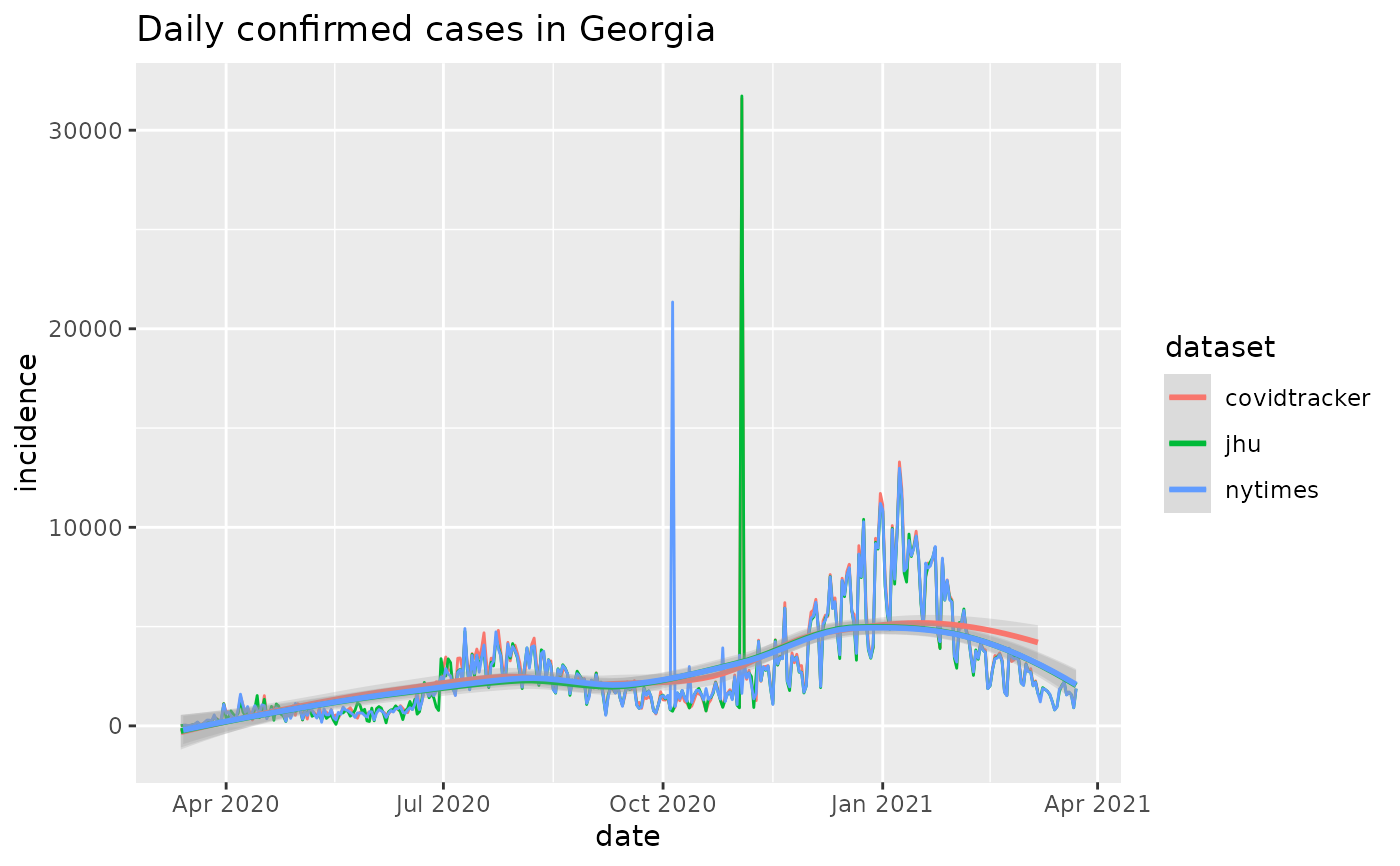 Daily confirmed cases in Georgia
30000
20000
10000
0
incidence
Apr 2020
Jul 2020
Oct 2020
Jan 2021
Apr 2021
date
dataset
covidtracker
jhu
nytimes